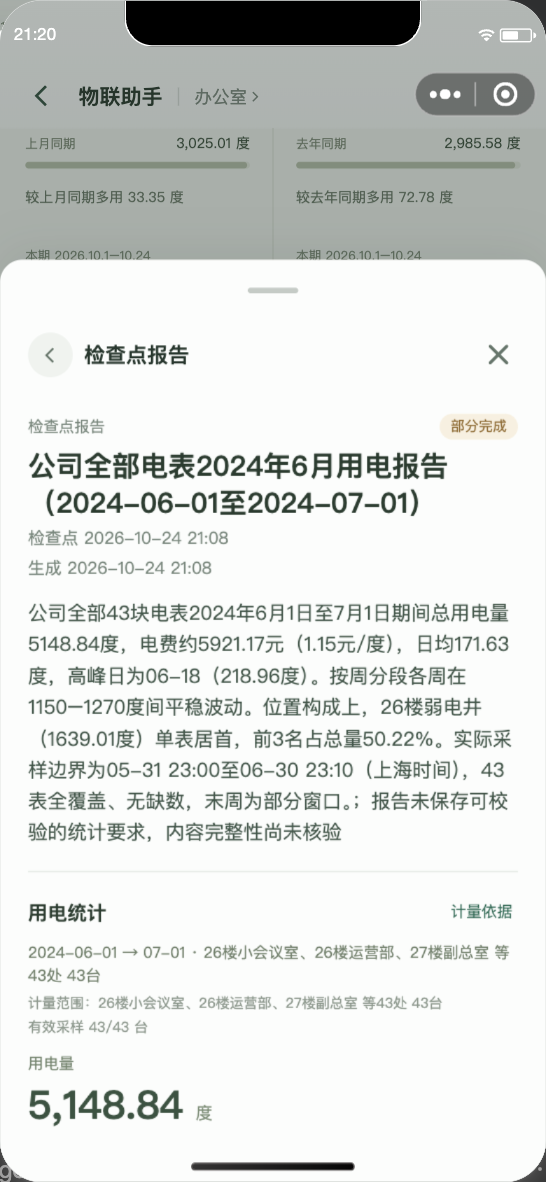 21:20
物联助手 办公室
上月同期 3,025.01 度 去年同期 2,985.58 度
较上月同期多用 33.35 度 较去年同期多用 72.78 度
本期 2026.10.1—10.24 本期 2026.10.1—10.24
检查点报告
检查点报告 部分完成
公司全部电表2024年6月用电报告
（2024-06-01至2024-07-01）
检查点 2026-10-24 21:08
生成 2026-10-24 21:08
公司全部43块电表2024年6月1日至7月1日期间总用电量
5148.84度，电费约5921.17元（1.15元/度），日均171.63
度，高峰日为06-18（218.96度）。按周分段各周在
1150—1270度间平稳波动。位置构成上，26楼弱电井
（1639.01度）单表居首，前3名占总量50.22%。实际采
样边界为05-31 23:00至06-30 23:10（上海时间），43
表全覆盖、无缺数，末周为部分窗口。；报告未保存可校
验的统计要求，内容完整性尚未核验
用电统计 计量依据
2024-06-01 → 07-01 · 26楼小会议室、26楼运营部、27楼副总室 等
43处 43台
计量范围：26楼小会议室、26楼运营部、27楼副总室 等43处 43台
有效采样 43/43 台
用电量
5,148.84 度